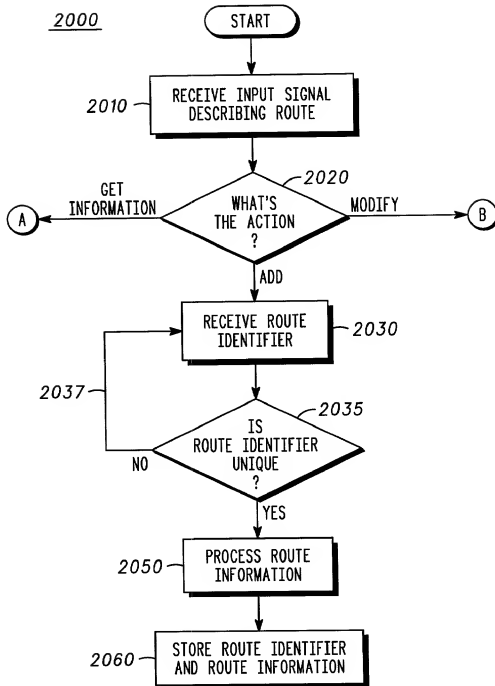 2000
START
2010
RECEIVE INPUT SIGNAL
DESCRIBING ROUTE
2020
GET
INFORMATION
WHAT'S
THE ACTION
?
MODIFY
A
B
ADD
RECEIVE ROUTE
IDENTIFIER
2030
2037
2035
IS
ROUTE IDENTIFIER
UNIQUE
?
NO
YES
2050
PROCESS ROUTE
INFORMATION
2060
STORE ROUTE IDENTIFIER
AND ROUTE INFORMATION